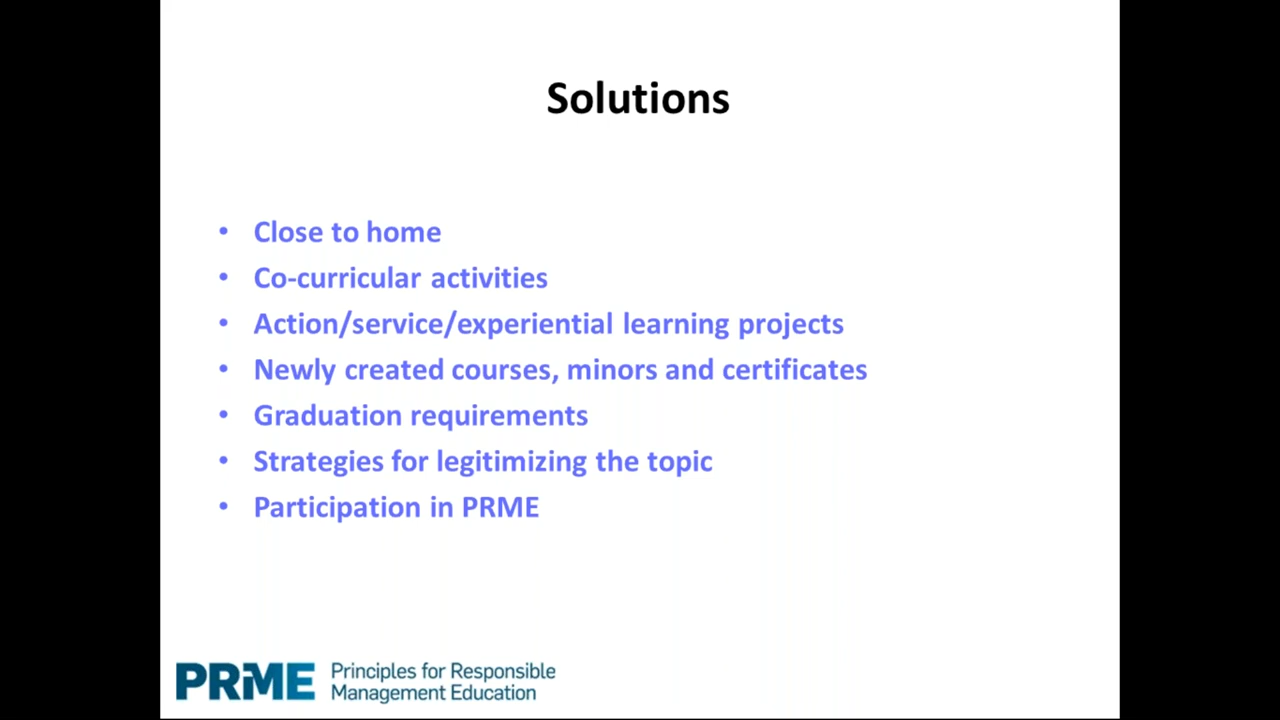 Solutions
• Close to home
• Co-curricular activities
• Action/service/experiential learning projects
• Newly created courses, minors and certificates
• Graduation requirements
• Strategies for legitimizing the topic
• Participation in PRME
PRME Principles for Responsible
Management Education